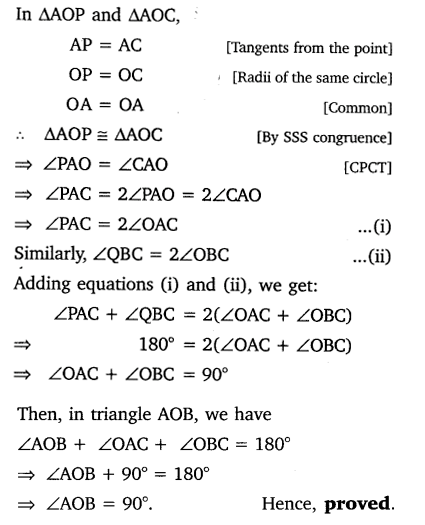 In ΔAOP and ΔAOC,
AP = AC [Tangents from the point]
OP = OC [Radii of the same circle]
OA = OA [Common]
∴ ΔAOP ≅ ΔAOC [By SSS congruence]
⇒ ∠PAO = ∠CAO [CPCT]
⇒ ∠PAC = 2∠PAO = 2∠CAO
⇒ ∠PAC = 2∠OAC ...(i)
Similarly, ∠QBC = 2∠OBC ...(ii)
Adding equations (i) and (ii), we get:
∠PAC + ∠QBC = 2(∠OAC + ∠OBC)
⇒ 180° = 2(∠OAC + ∠OBC)
⇒ ∠OAC + ∠OBC = 90°
Then, in triangle AOB, we have
∠AOB + ∠OAC + ∠OBC = 180°
⇒ ∠AOB + 90° = 180°
⇒ ∠AOB = 90°. Hence, proved.